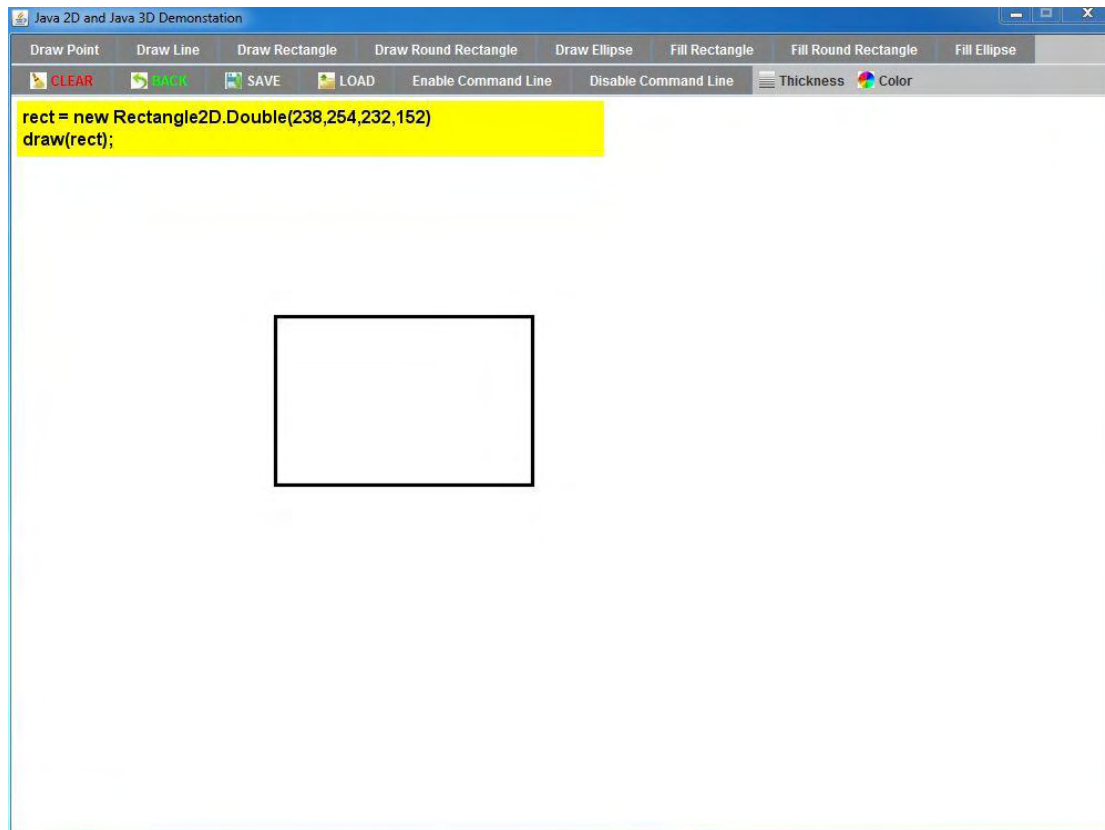 Java 2D and Java 3D Demonstation
Draw Point Draw Line Draw Rectangle Draw Round Rectangle Draw Ellipse Fill Rectangle Fill Round Rectangle Fill Ellipse
CLEAR BACK SAVE LOAD Enable Command Line Disable Command Line Thickness Color
rect = new Rectangle2D.Double(238,254,232,152)
draw(rect);